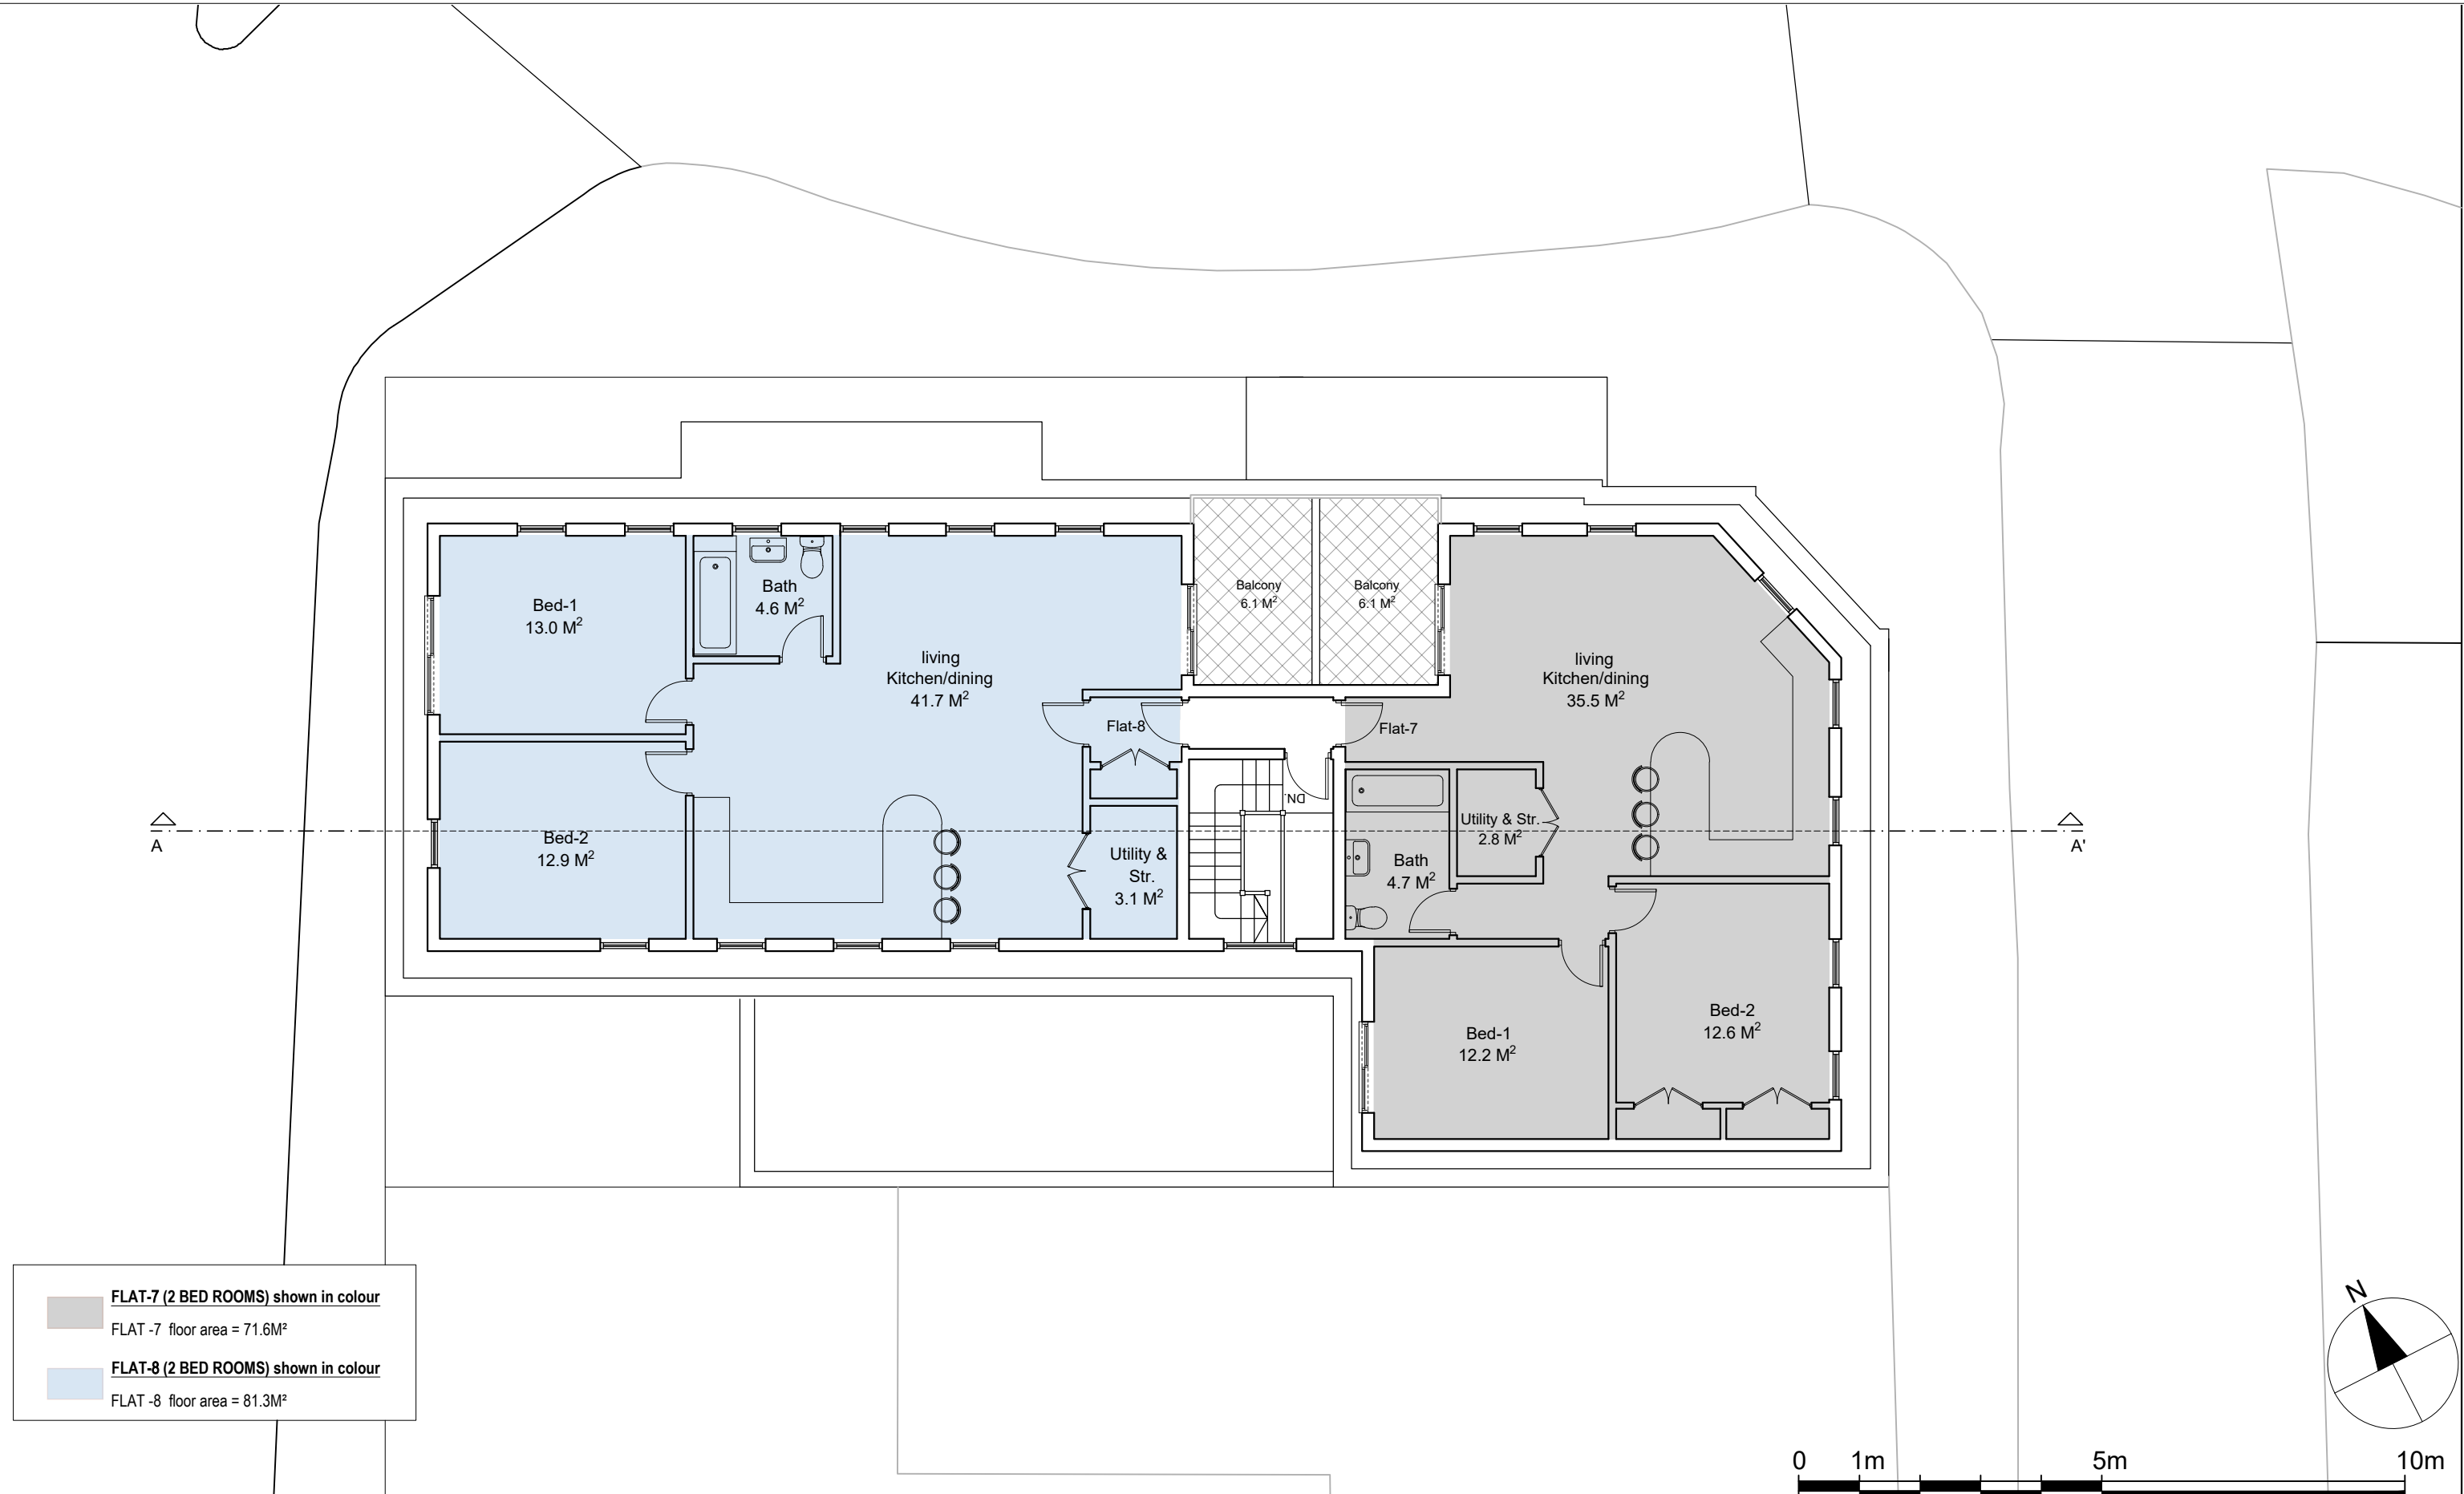 Balcony
6.1 M²
Balcony
6.1 M²
Bed-1
13.0 M²
Bath
4.6 M²
living
Kitchen/dining
41.7 M²
living
Kitchen/dining
35.5 M²
Flat-8
Flat-7
DN.
A
A'
Bed-2
12.9 M²
Utility &
Str.
3.1 M²
Utility & Str.
2.8 M²
Bath
4.7 M²
Bed-1
12.2 M²
Bed-2
12.6 M²
FLAT-7 (2 BED ROOMS) shown in colour
FLAT -7 floor area = 71.6M²
FLAT-8 (2 BED ROOMS) shown in colour
FLAT -8 floor area = 81.3M²
N
0 1m 5m 10m